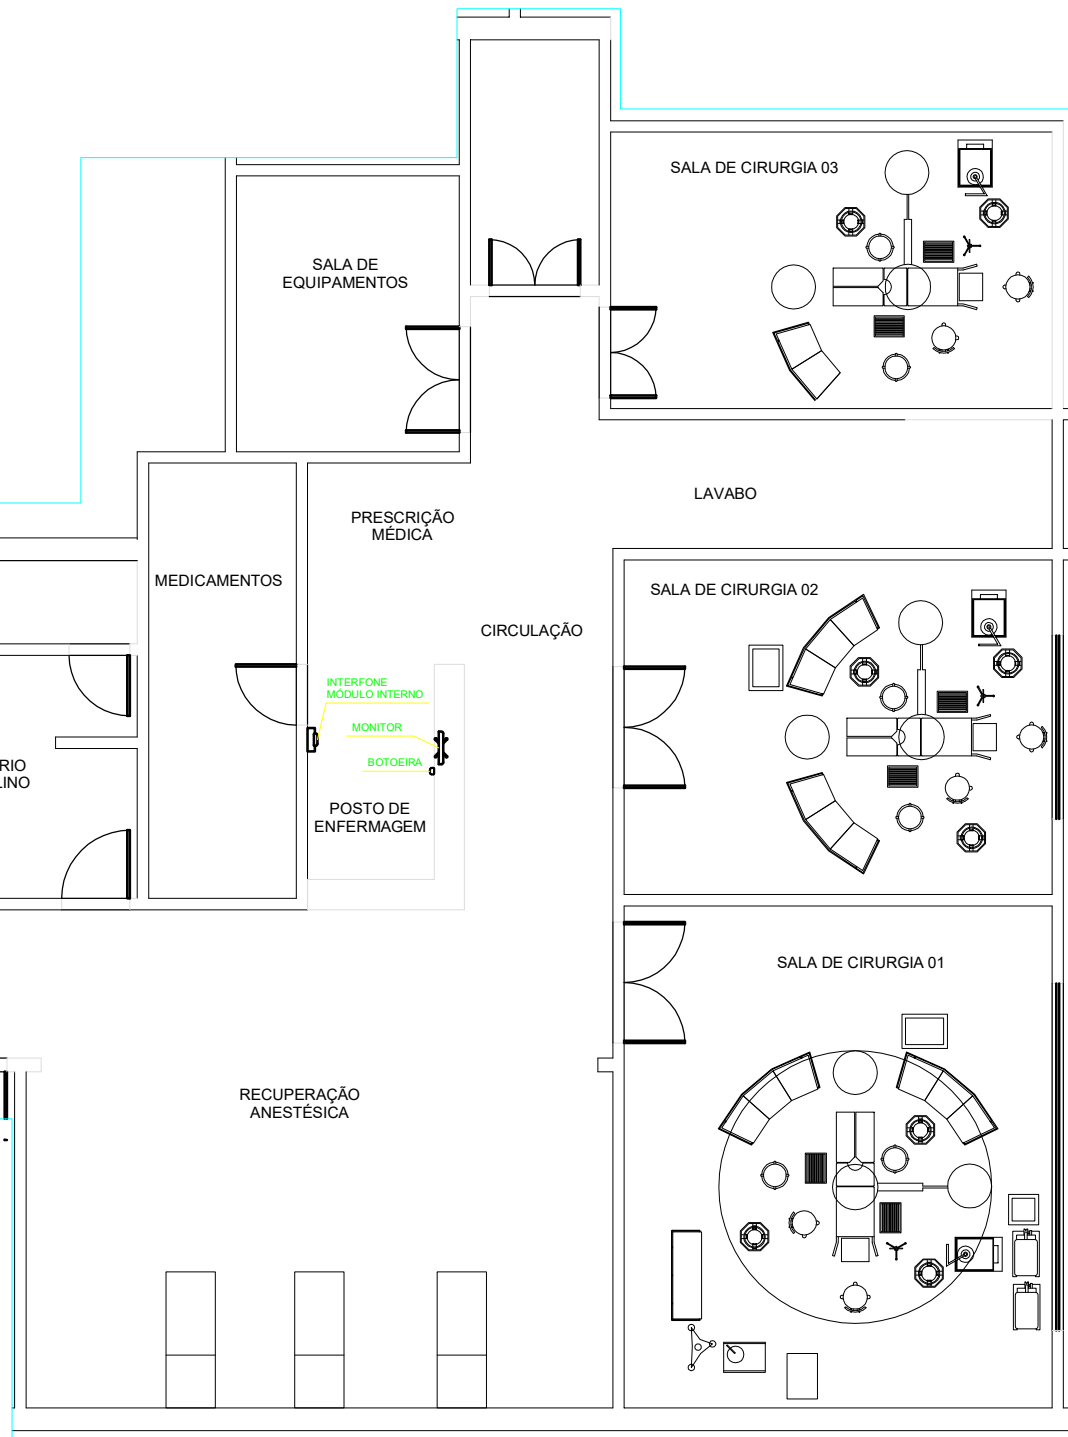 SALA DE CIRURGIA 03
SALA DE
EQUIPAMENTOS
LAVABO
PRESCRIÇÃO
MÉDICA
MEDICAMENTOS
SALA DE CIRURGIA 02
CIRCULAÇÃO
INTERFONE
MÓDULO INTERNO
MONITOR
BOTOEIRA
RIO
LINO
POSTO DE
ENFERMAGEM
SALA DE CIRURGIA 01
RECUPERAÇÃO
ANESTÉSICA